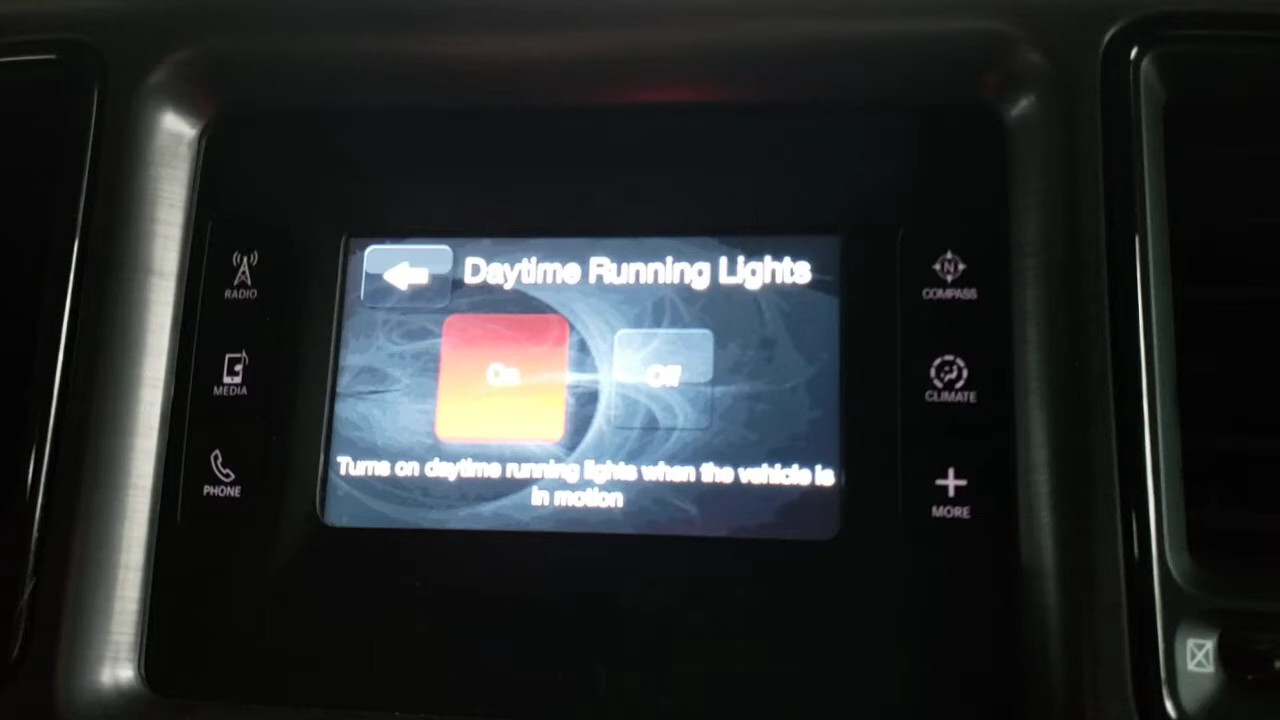 Daytime Running Lights
On
Off
Turns on daytime running lights when the vehicle is
in motion
RADIO
MEDIA
PHONE
N
COMPASS
CLIMATE
MORE